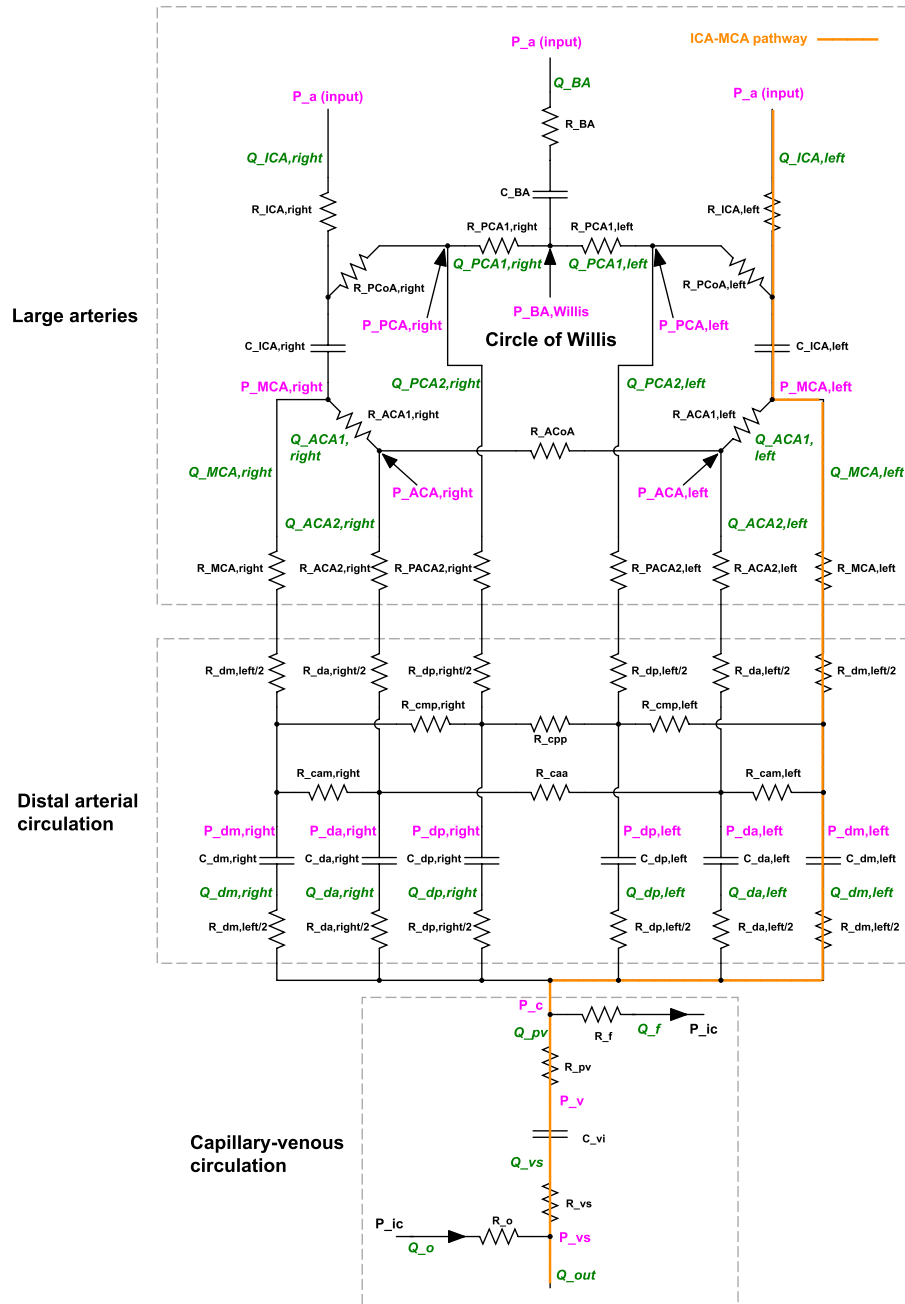 ICA-MCA pathway
P_a (input)
Q_BA
P_a (input)
P_a (input)
R_BA
Q_ICA,right
Q_ICA,left
C_BA
R_ICA,right
R_ICA,left
R_PCA1,right
R_PCA1,left
Q_PCA1,right
Q_PCA1,left
R_PCoA,right
R_PCoA,left
P_BA,Willis
Large arteries
P_PCA,right
P_PCA,left
Circle of Willis
C_ICA,right
C_ICA,left
P_MCA,right
Q_PCA2,right
Q_PCA2,left
P_MCA,left
R_ACA1,right
R_ACA1,left
R_ACoA
Q_ACA1,
right
Q_ACA1,
left
Q_MCA,right
Q_MCA,left
P_ACA,right
P_ACA,left
Q_ACA2,right
Q_ACA2,left
R_MCA,right
R_ACA2,right
R_PACA2,right
R_PACA2,left
R_ACA2,left
R_MCA,left
R_dm,left/2
R_da,right/2
R_dp,right/2
R_dp,left/2
R_da,left/2
R_dm,left/2
R_cmp,right
R_cmp,left
R_cpp
R_cam,right
R_caa
R_cam,left
Distal arterial
circulation
P_dm,right
P_da,right
P_dp,right
P_dp,left
P_da,left
P_dm,left
C_dm,right
C_da,right
C_dp,right
C_dp,left
C_da,left
C_dm,left
Q_dm,right
Q_da,right
Q_dp,right
Q_dp,left
Q_da,left
Q_dm,left
R_dm,left/2
R_da,right/2
R_dp,right/2
R_dp,left/2
R_da,left/2
R_dm,left/2
P_c
Q_pv
R_f
Q_f
P_ic
R_pv
P_v
Capillary-venous
circulation
C_vi
Q_vs
R_vs
P_ic
R_o
Q_o
P_vs
Q_out